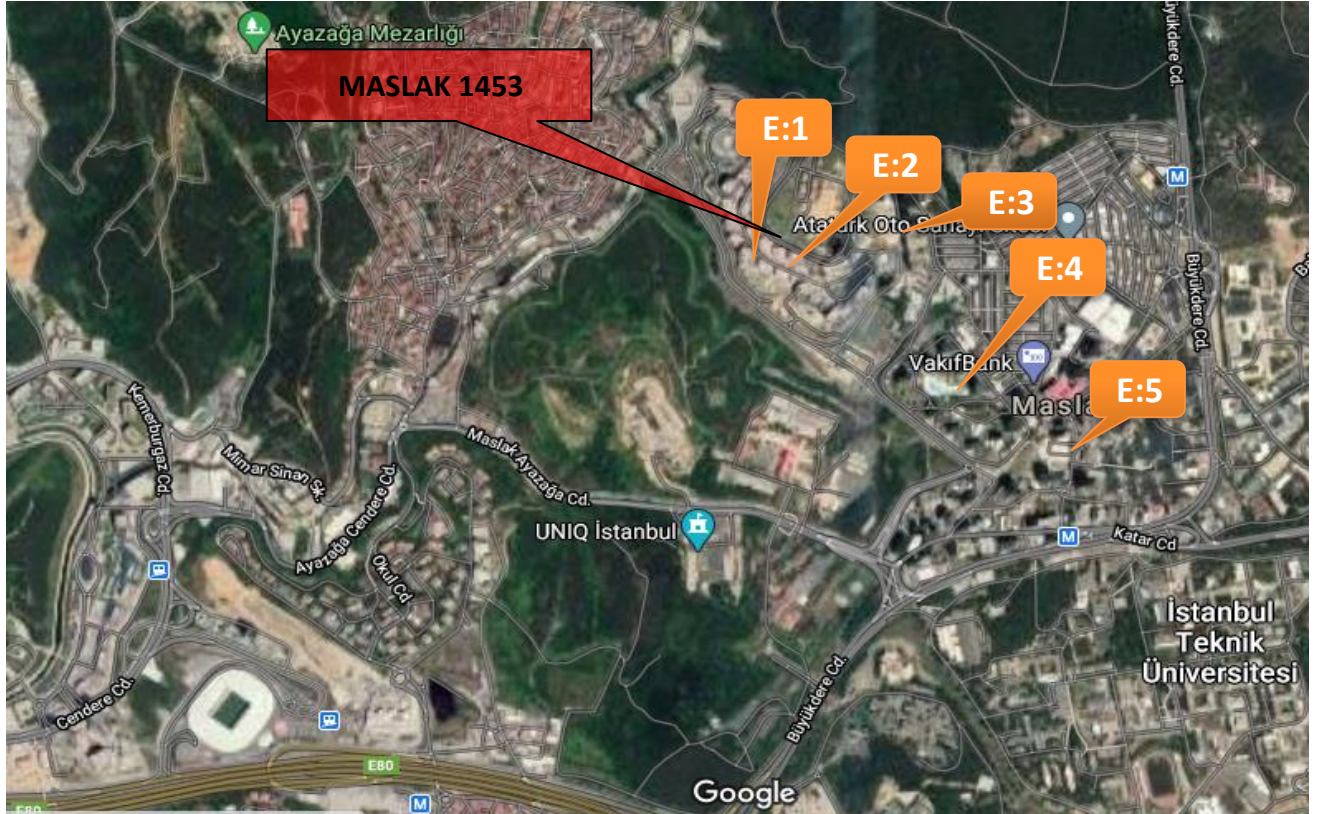 Ayazağa Mezarlığı
MASLAK 1453
E:1
E:2
E:3
E:4
E:5
Büyükdere Cd.
M
Atatürk Oto Sanayi
Büyükdere Cd.
VakıfBank
Kemerburgaz Cd.
Mimar Sinan Sk.
Ayazağa Cendere Cd.
Okul Cd.
Maslak Ayazağa Cd.
UNIQ İstanbul
M
Katar Cd
İstanbul
Teknik
Üniversitesi
Cendere Cd.
Büyükdere Cd.
E80
E80
M
Google